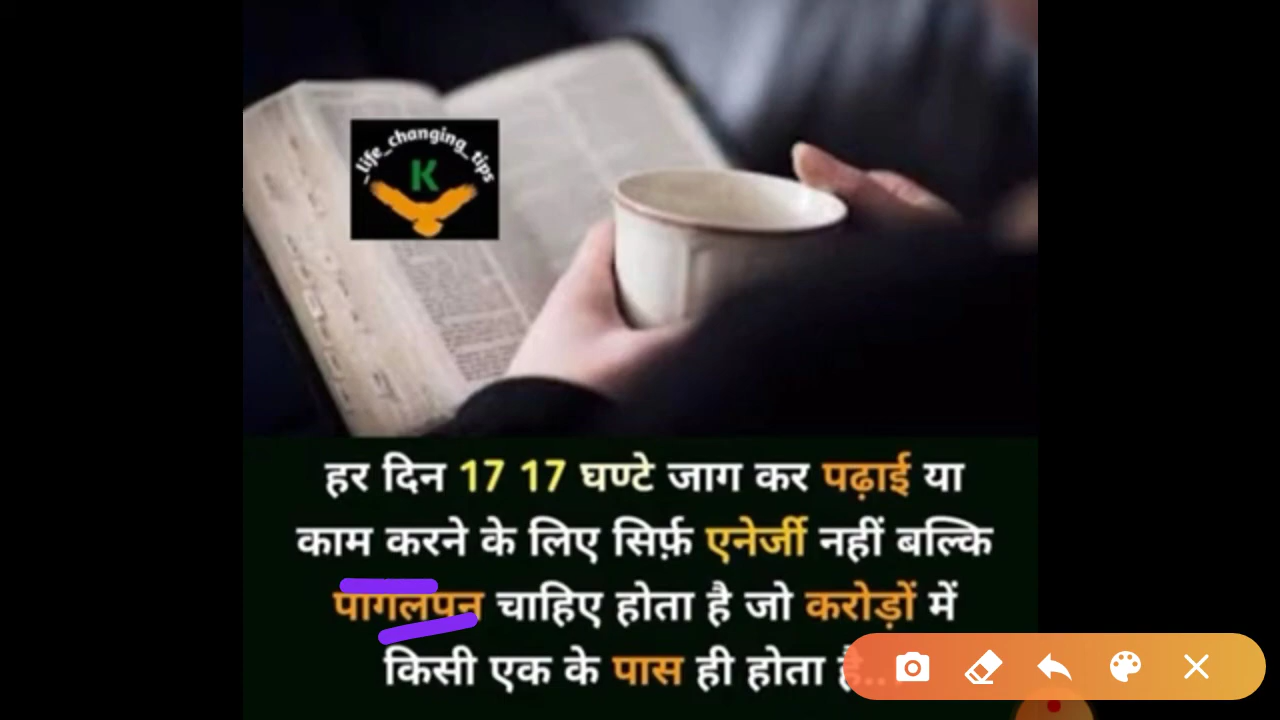 _life_changing_tips
K
हर दिन 17 17 घण्टे जाग कर पढ़ाई या
काम करने के लिए सिर्फ़ एनेर्जी नहीं बल्कि
पागलपन चाहिए होता है जो करोड़ों में
किसी एक के पास ही होता है...